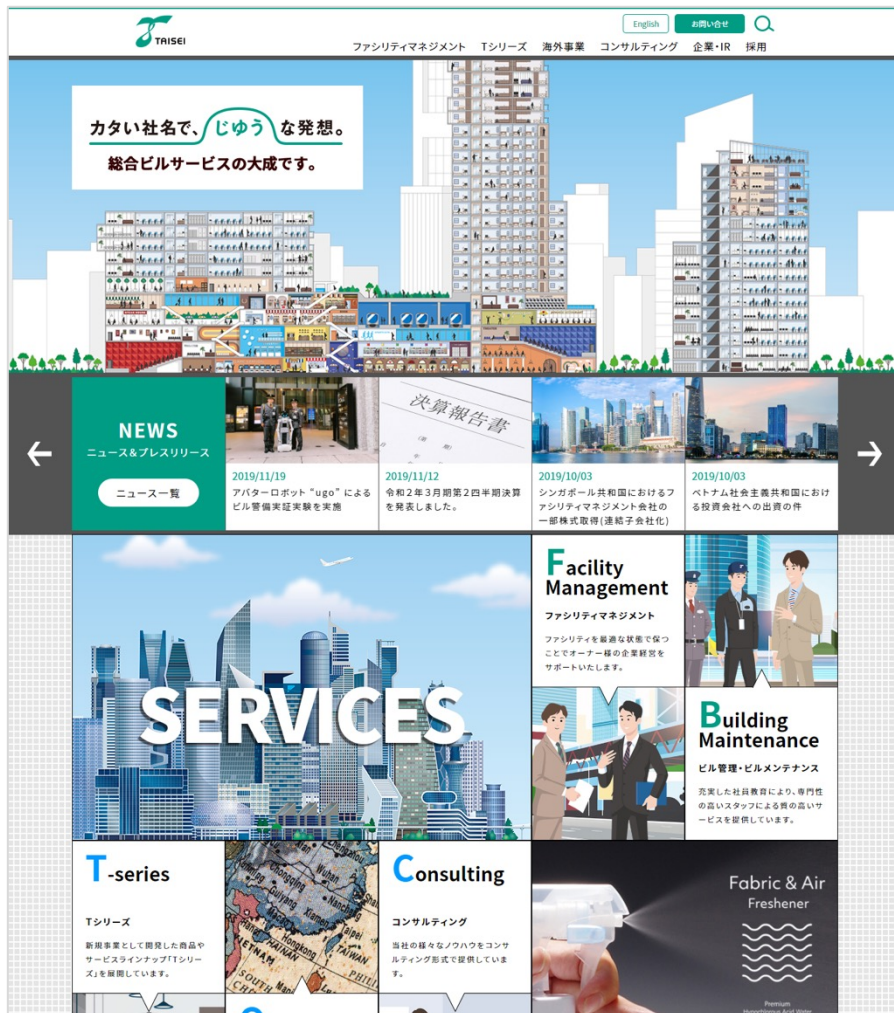 TAISEI
English
お問い合せ
ファシリティマネジメント Tシリーズ 海外事業 コンサルティング 企業・IR 採用
カタい社名で、じゆうな発想。
総合ビルサービスの大成です。
NEWS
ニュース&プレスリリース
ニュース一覧
2019/11/19
アバターロボット “ugo” による
ビル警備実証実験を実施
決算報告書
2019/11/12
令和2年3月期第2四半期決算
を発表しました。
2019/10/03
シンガポール共和国におけるフ
ァシリティマネジメント会社の
一部株式取得(連結子会社化)
2019/10/03
ベトナム社会主義共和国におけ
る投資会社への出資の件
SERVICES
Facility
Management
ファシリティマネジメント
ファシリティを最適な状態で保つ
ことでオーナー様の企業経営を
サポートいたします。
Building
Maintenance
ビル管理・ビルメンテナンス
充実した社員教育により、専門性
の高いスタッフによる質の高いサ
ービスを提供しています。
T-series
Tシリーズ
新規事業として開発した商品や
サービスラインナップ「Tシリー
ズ」を展開しています。
Chongqing
Wuhan
Guiyang
Xiamen
Hongkong
TAIWAN
HAINAN
VIETNAM
SOUTH
Consulting
コンサルティング
当社の様々なノウハウをコンサ
ルティング形式で提供していま
す。
Fabric & Air
Freshener
Premium
Hypochlorous Acid Water